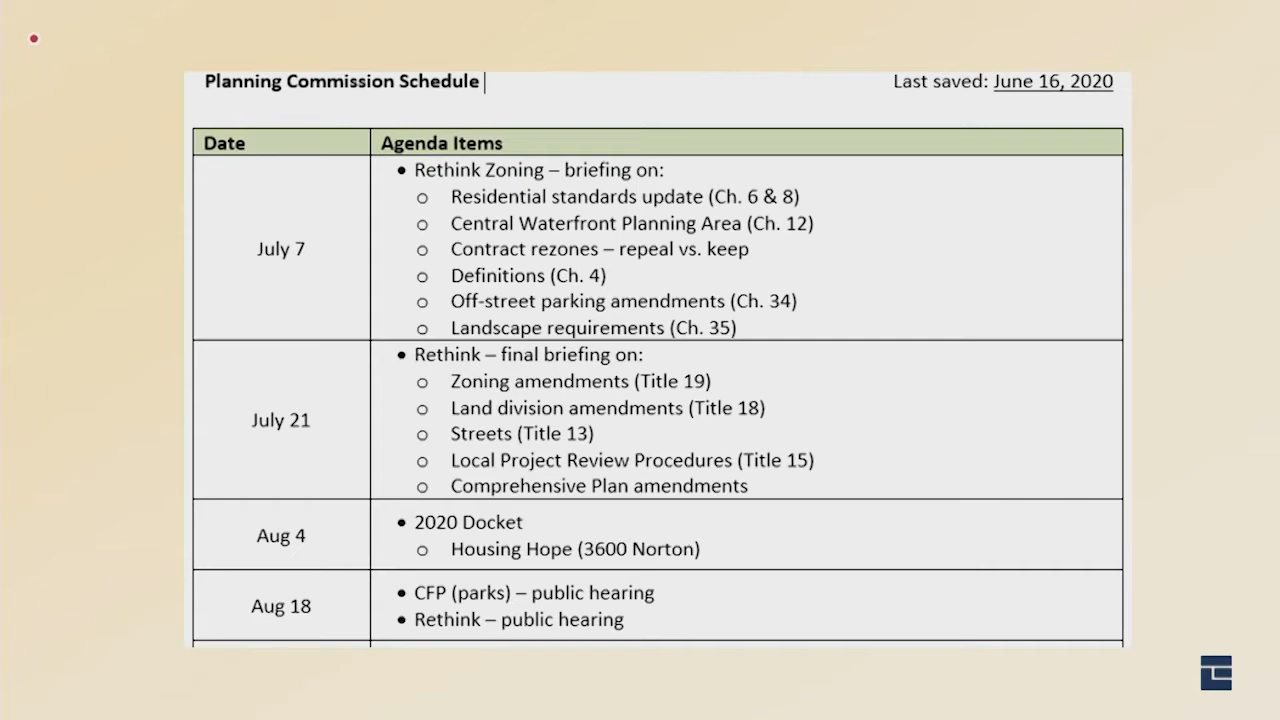 Planning Commission Schedule
Last saved: June 16, 2020
Date
Agenda Items
July 7
• Rethink Zoning – briefing on:
o Residential standards update (Ch. 6 & 8)
o Central Waterfront Planning Area (Ch. 12)
o Contract rezones – repeal vs. keep
o Definitions (Ch. 4)
o Off-street parking amendments (Ch. 34)
o Landscape requirements (Ch. 35)
July 21
• Rethink – final briefing on:
o Zoning amendments (Title 19)
o Land division amendments (Title 18)
o Streets (Title 13)
o Local Project Review Procedures (Title 15)
o Comprehensive Plan amendments
Aug 4
• 2020 Docket
o Housing Hope (3600 Norton)
Aug 18
• CFP (parks) – public hearing
• Rethink – public hearing